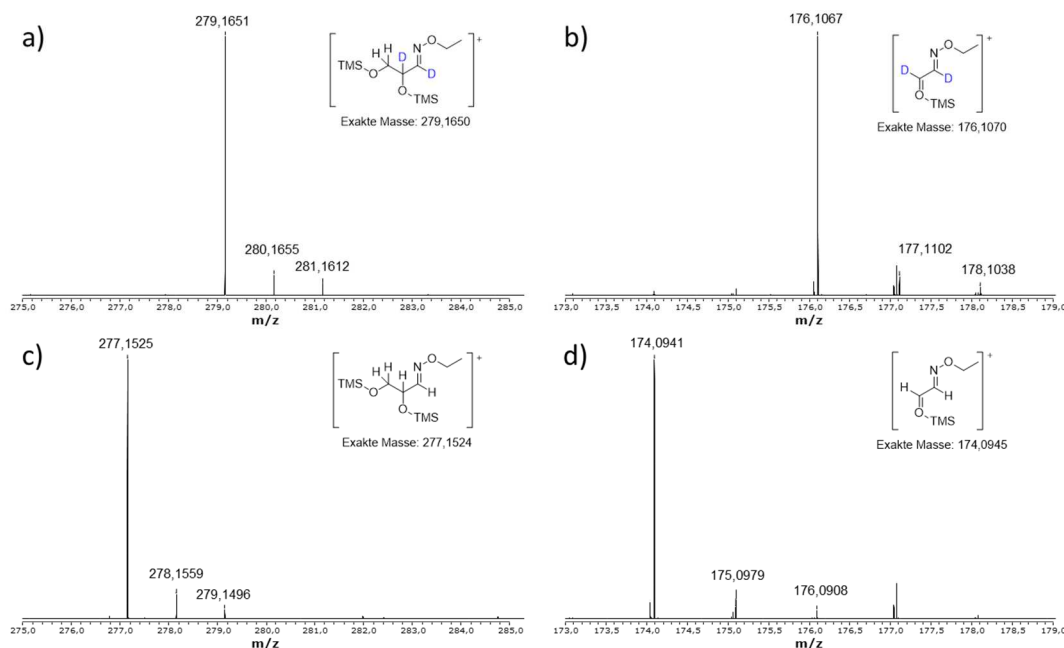 a)
279,1651
280,1655
281,1612
275,0 276,0 277,0 278,0 279,0 280,0 281,0 282,0 283,0 284,0 285,0
m/z
H H N O
TMS O D D
O TMS
+
Exakte Masse: 279,1650
b)
176,1067
177,1102
178,1038
173,0 173,5 174,0 174,5 175,0 175,5 176,0 176,5 177,0 177,5 178,0 178,5 179,0
m/z
N O
D D
O TMS
+
Exakte Masse: 176,1070
c)
277,1525
278,1559
279,1496
275,0 276,0 277,0 278,0 279,0 280,0 281,0 282,0 283,0 284,0 285,0
m/z
H H H N O
TMS O H
O TMS
+
Exakte Masse: 277,1524
d)
174,0941
175,0979
176,0908
173,0 173,5 174,0 174,5 175,0 175,5 176,0 176,5 177,0 177,5 178,0 178,5 179,0
m/z
N O
H H
O TMS
+
Exakte Masse: 174,0945